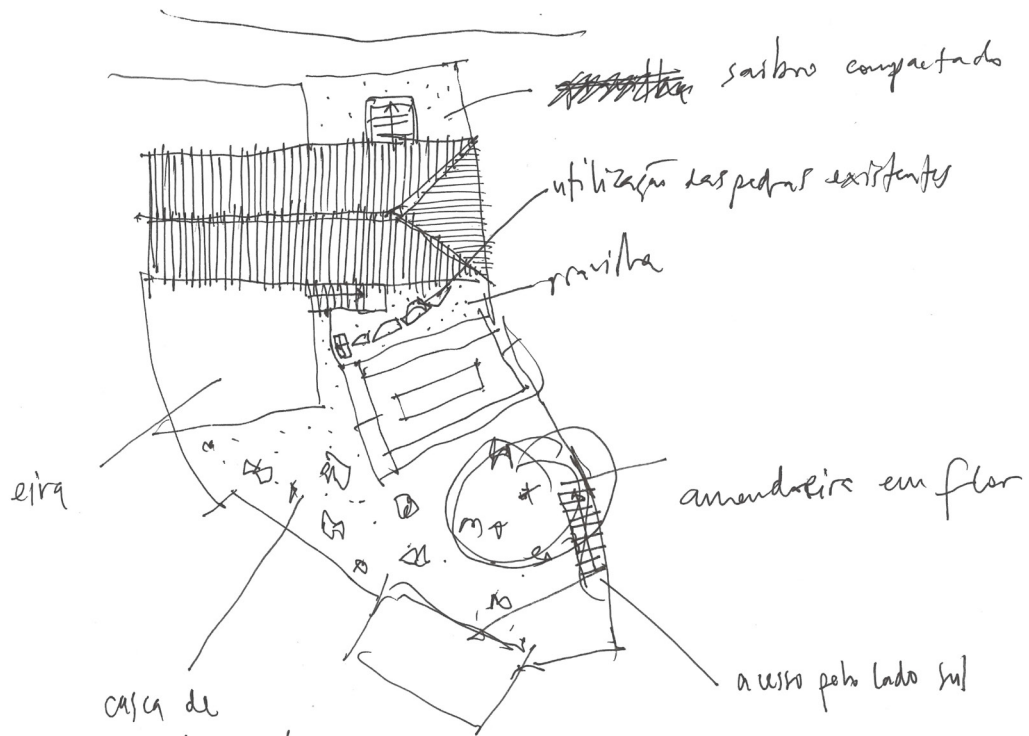 saibro compactado
utilização das pedras existentes
gravilha
eira
amendoeira em flor
acesso pelo lado sul
casca de